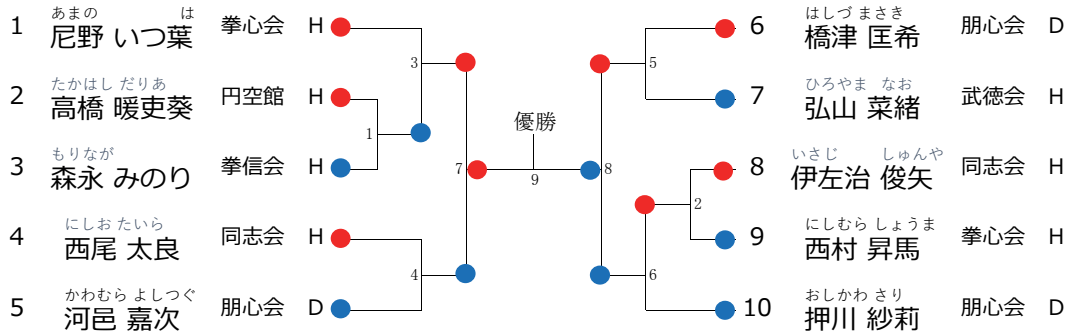 あまの は
1 尼野 いつ葉 拳心会 H
たかはし だりあ
2 高橋 暖吏葵 円空館 H
もりなが
3 森永 みのり 拳信会 H
にしお たいら
4 西尾 太良 同志会 H
かわむら よしつぐ
5 河邑 嘉次 朋心会 D
3
1
7
4
優勝
9
8
5
2
6
はしづ まさき
6 橋津 匡希 朋心会 D
ひろやま なお
7 弘山 菜緒 武徳会 H
いさじ しゅんや
8 伊左治 俊矢 同志会 H
にしむら しょうま
9 西村 昇馬 拳心会 H
おしかわ さり
10 押川 紗莉 朋心会 D